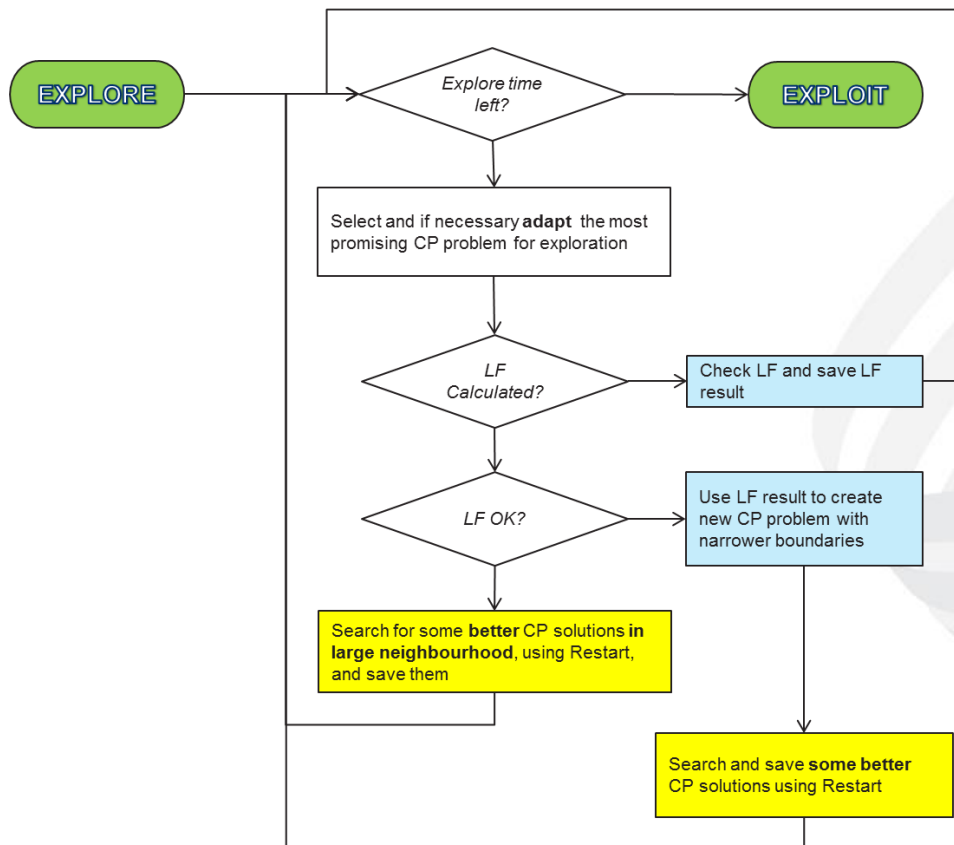 EXPLORE
Explore time
left?
EXPLOIT
Select and if necessary adapt the most
promising CP problem for exploration
LF
Calculated?
Check LF and save LF
result
LF OK?
Use LF result to create
new CP problem with
narrower boundaries
Search for some better CP solutions in
large neighbourhood, using Restart,
and save them
Search and save some better
CP solutions using Restart